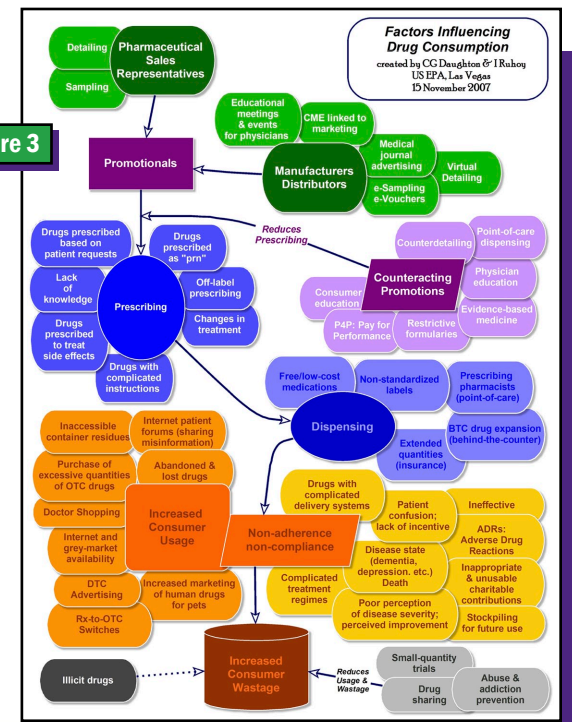 Factors Influencing
Drug Consumption
created by CG Daughton & I Ruhoy
US EPA, Las Vegas
15 November 2007
re 3
Detailing
Sampling
Pharmaceutical
Sales
Representatives
Educational
meetings
& events
for physicians
CME linked to
marketing
Medical
journal
advertising
Virtual
Detailing
e-Sampling
e-Vouchers
Manufacturers
Distributors
Promotionals
Reduces
Prescribing
Counterdetailing
Point-of-care
dispensing
Physician
education
Counteracting
Promotions
Consumer
education
Evidence-based
medicine
P4P: Pay for
Performance
Restrictive
formularies
Drugs prescribed
based on
patient requests
Drugs
prescribed
as "prn"
Lack
of
knowledge
Prescribing
Off-label
prescribing
Changes in
treatment
Drugs
prescribed
to treat
side effects
Drugs with
complicated
instructions
Free/low-cost
medications
Non-standardized
labels
Prescribing
pharmacists
(point-of-care)
Dispensing
Extended
quantities
(insurance)
BTC drug expansion
(behind-the-counter)
Inaccessible
container residues
Internet patient
forums (sharing
misinformation)
Purchase of
excessive quantities
of OTC drugs
Abandoned &
lost drugs
Doctor Shopping
Increased
Consumer
Usage
Internet and
grey-market
availability
DTC
Advertising
Increased marketing
of human drugs
for pets
Rx-to-OTC
Switches
Non-adherence
non-compliance
Drugs with
complicated
delivery systems
Patient
confusion;
lack of incentive
Ineffective
ADRs:
Adverse Drug
Reactions
Disease state
(dementia,
depression. etc.)
Death
Complicated
treatment
regimes
Inappropriate
& unusable
charitable
contributions
Poor perception
of disease severity;
perceived improvement
Stockpiling
for future use
Illicit drugs
Increased
Consumer
Wastage
Reduces
Usage &
Wastage
Small-quantity
trials
Drug
sharing
Abuse &
addiction
prevention